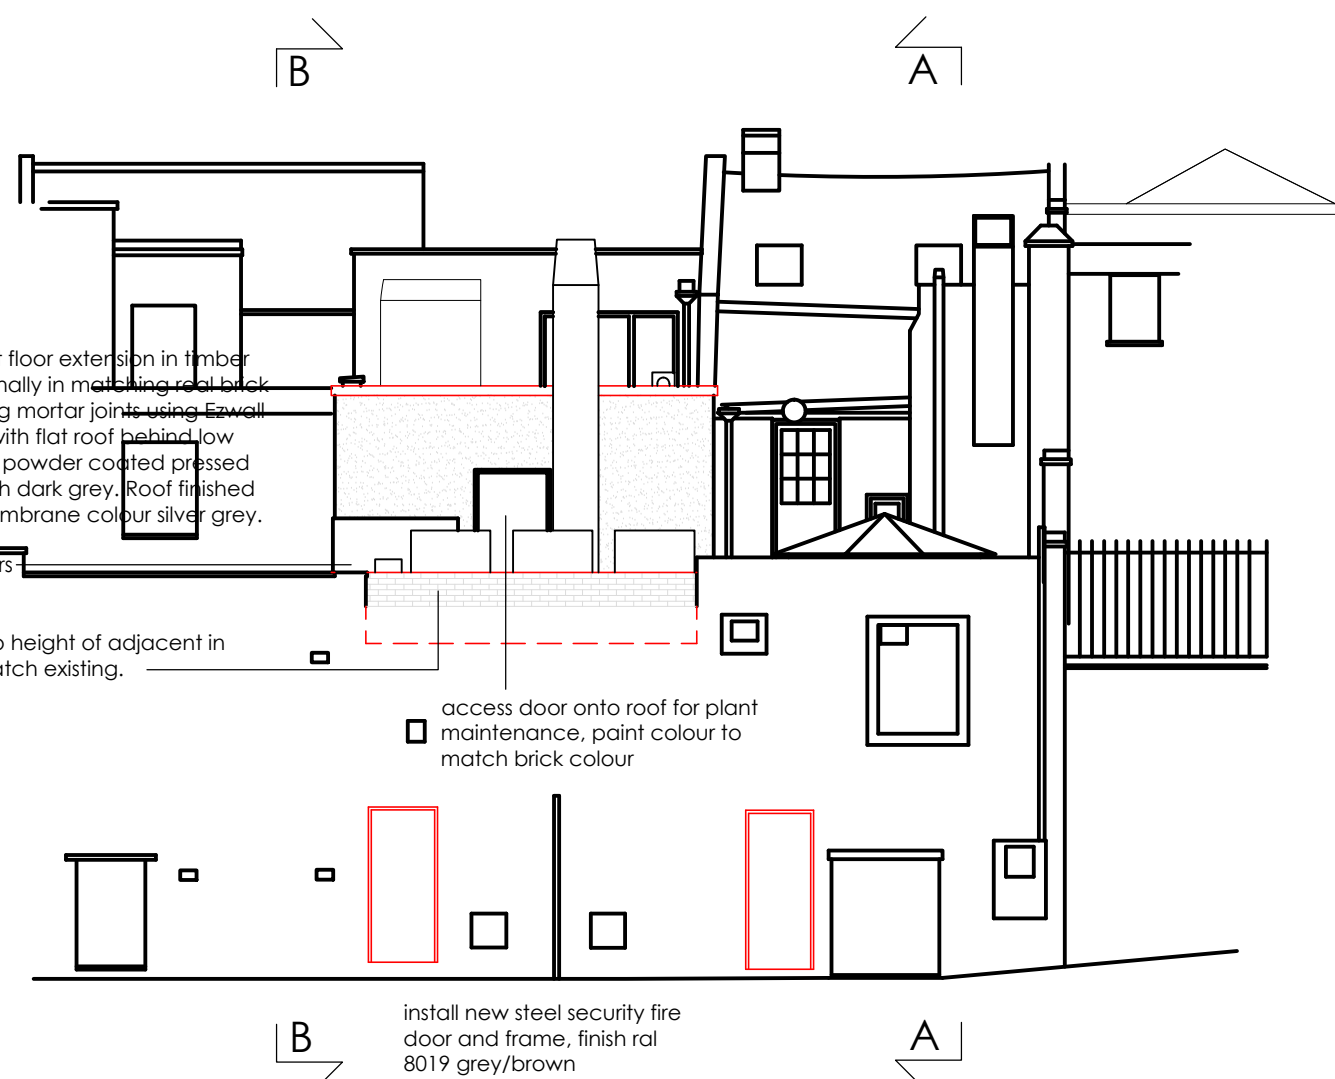 B
A
floor extension in timber
nally in matching real brick
g mortar joints using Ezwall
with flat roof behind low
powder coated pressed
h dark grey. Roof finished
mbrane colour silver grey.
rs
o height of adjacent in
atch existing.
access door onto roof for plant
maintenance, paint colour to
match brick colour
install new steel security fire
door and frame, finish ral
8019 grey/brown
B
A